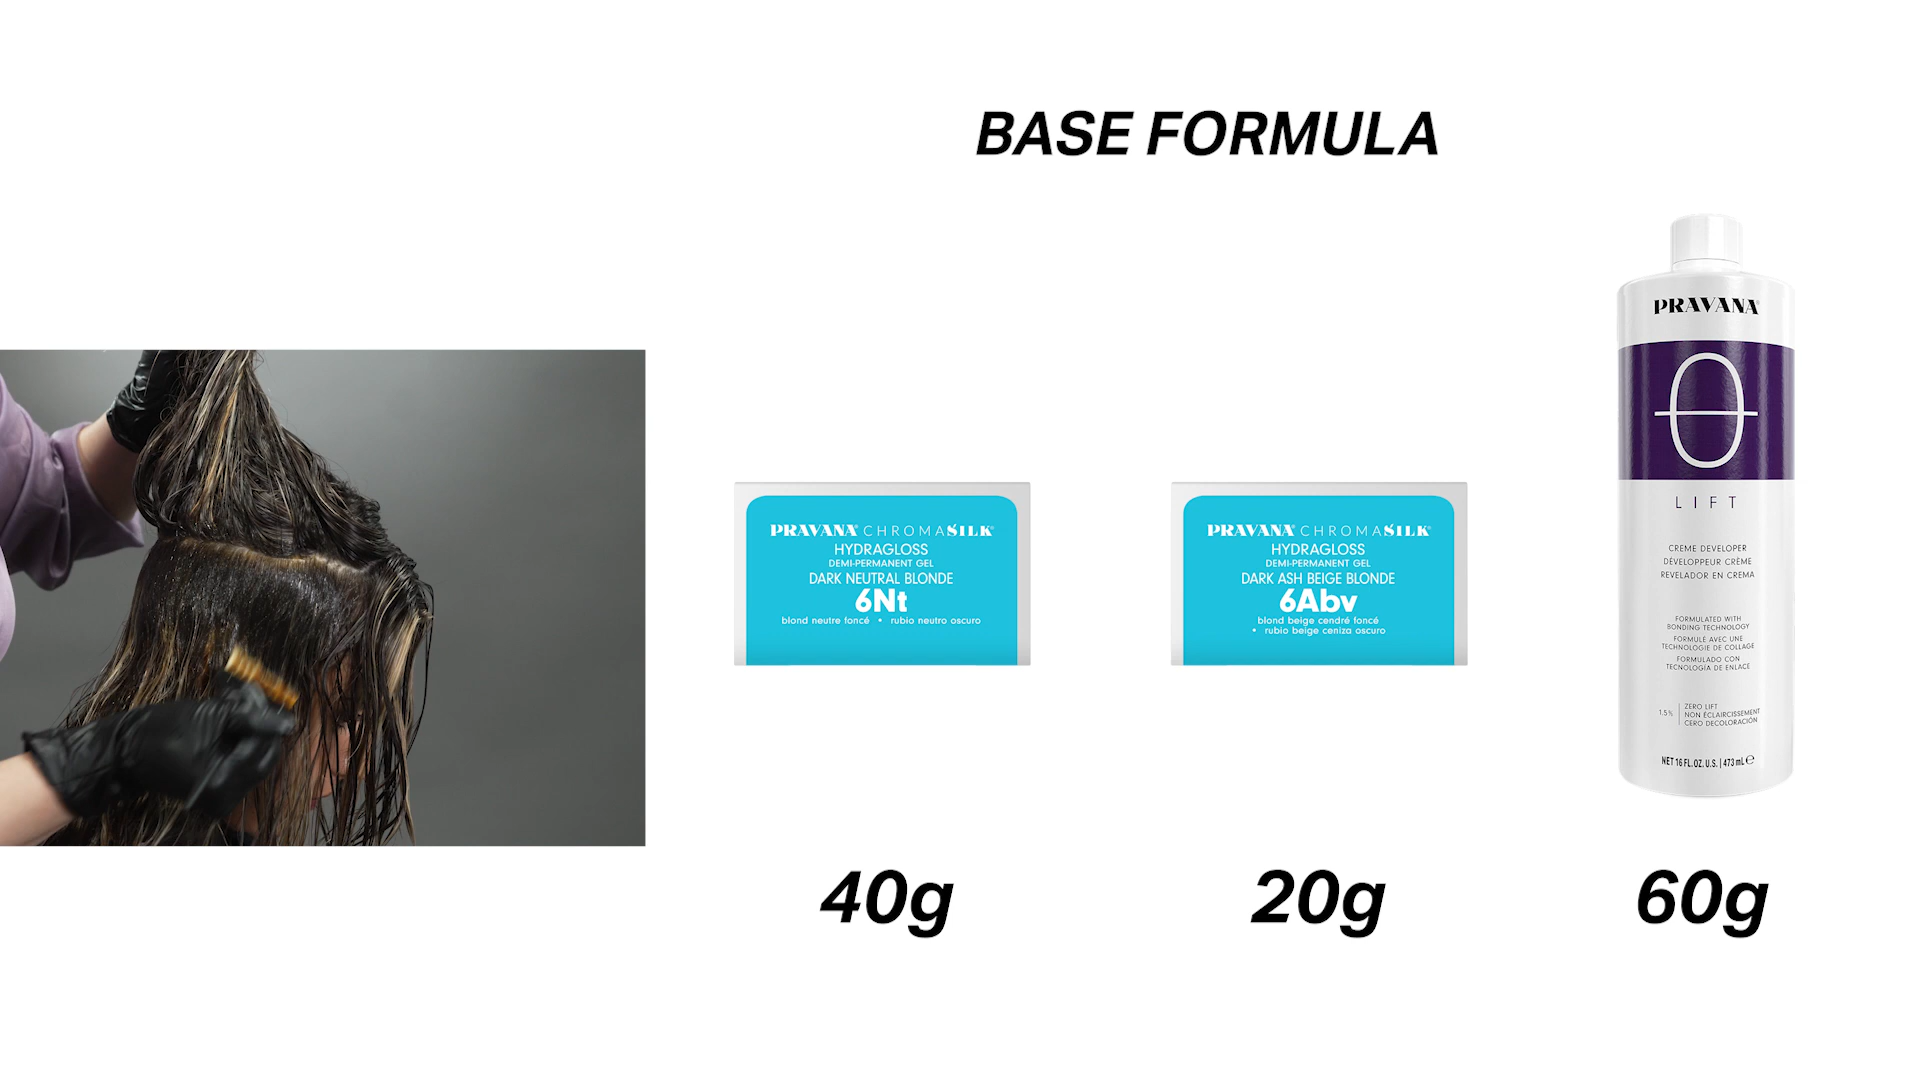 BASE FORMULA
PRAVANA® CHROMASILK®
HYDRAGLOSS
DEMI-PERMANENT GEL
DARK NEUTRAL BLONDE
6Nt
blond neutre foncé • rubio neutro oscuro
40g
PRAVANA® CHROMASILK®
HYDRAGLOSS
DEMI-PERMANENT GEL
DARK ASH BEIGE BLONDE
6Abv
blond beige cendré foncé
• rubio beige ceniza oscuro
20g
PRAVANA®
0
LIFT
CREME DEVELOPER
DÉVELOPPEUR CRÈME
REVELADOR EN CREMA
FORMULATED WITH
BONDING TECHNOLOGY
FORMULÉ AVEC UNE
TECHNOLOGIE DE COLLAGE
FORMULADO CON
TECNOLOGÍA DE ENLACE
1.5%
ZERO LIFT
NON ÉCLAIRCISSEMENT
CERO DECOLORACIÓN
NET 16 FL. OZ. U.S. | 473 mL ℮
60g